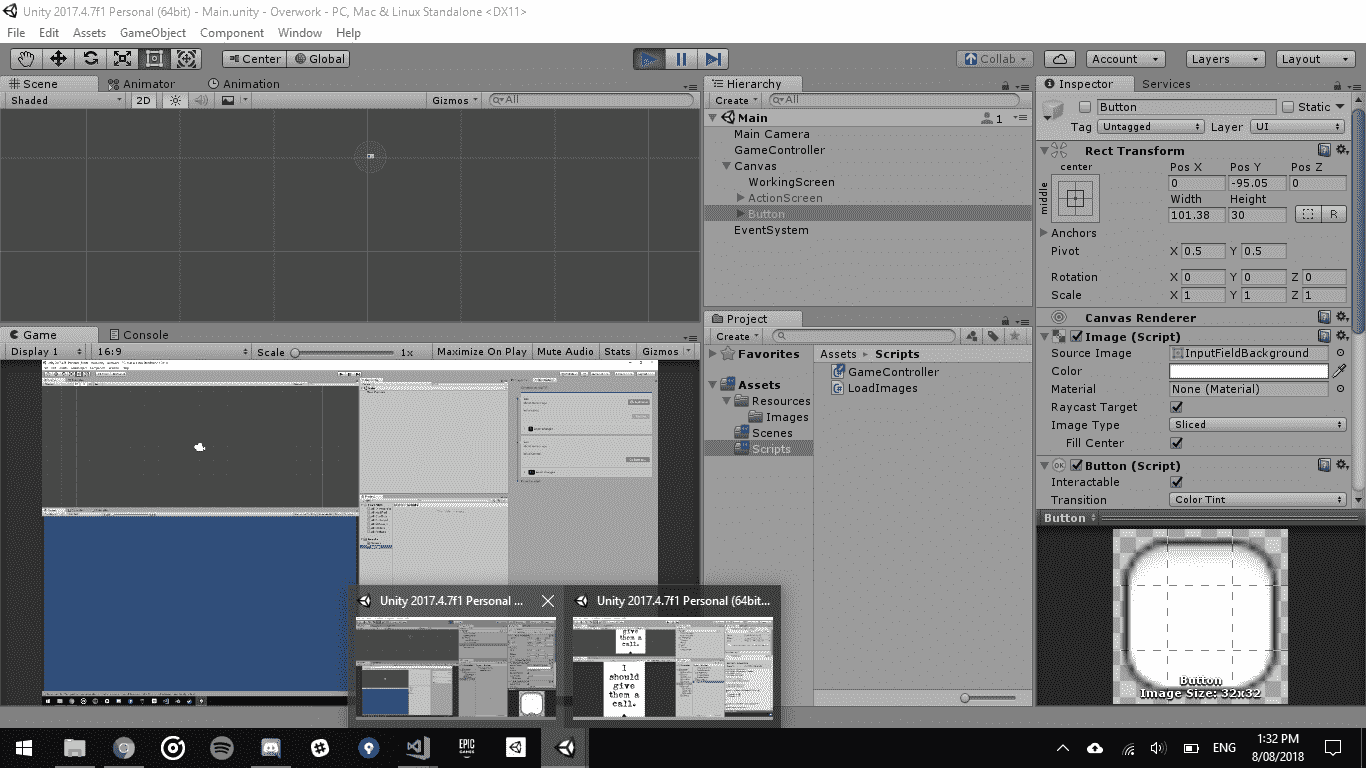 Unity 2017.4.7f1 Personal (64bit) - Main.unity - Overwork - PC, Mac & Linux Standalone <DX11>
File Edit Assets GameObject Component Window Help
Center Global
Collab Account Layers Layout
Scene Animator Animation
Shaded 2D Gizmos All
Hierarchy
Create All
Main 1
Main Camera
GameController
Canvas
WorkingScreen
ActionScreen
Button
EventSystem
Game Console
Display 1 16:9 Scale 1x Maximize On Play Mute Audio Stats Gizmos
Project
Create
Favorites
Assets
Resources
Images
Scenes
Scripts
Assets Scripts
GameController
LoadImages
Inspector Services
Button Static
Tag Untagged Layer UI
Rect Transform
center
middle
Pos X Pos Y Pos Z
0 -95.05 0
Width Height
101.38 30 R
Anchors
Pivot X 0.5 Y 0.5
Rotation X 0 Y 0 Z 0
Scale X 1 Y 1 Z 1
Canvas Renderer
Image (Script)
Source Image InputFieldBackground
Color
Material None (Material)
Raycast Target
Image Type Sliced
Fill Center
OK Button (Script)
Interactable
Transition Color Tint
Button
Button
Image Size: 32x32
Unity 2017.4.7f1 Personal ...
Unity 2017.4.7f1 Personal (64bit...
give
them a
call.
I
should
give
them a
call.
EPIC
GAMES
ENG
1:32 PM
8/08/2018